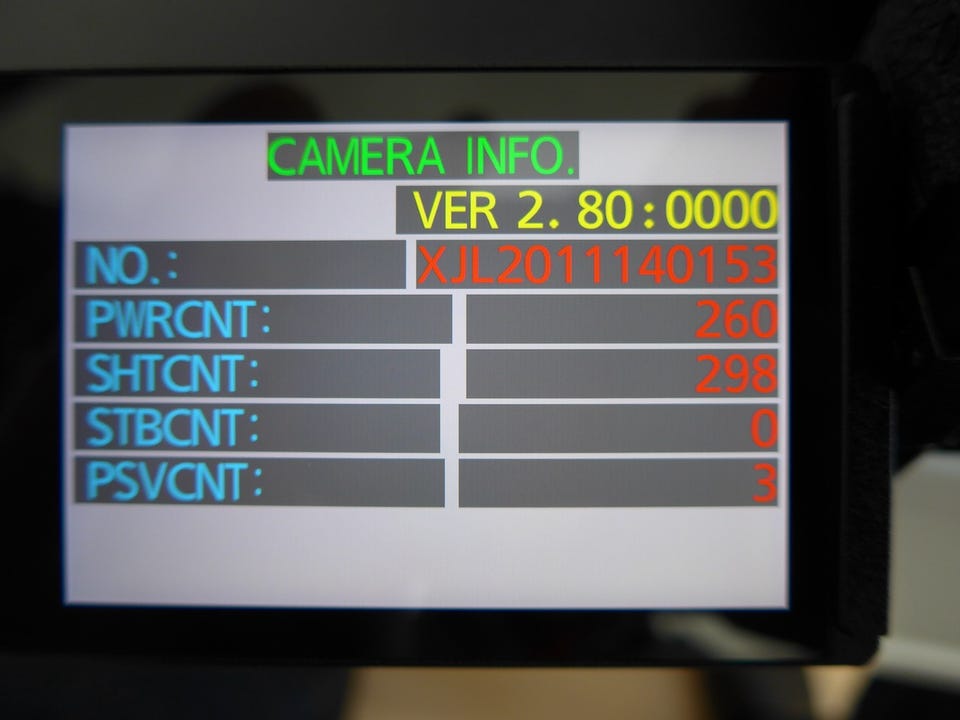 CAMERA INFO.
VER 2. 80:0000
NO.: XJL2011140153
PWRCNT: 260
SHTCNT: 298
STBCNT: 0
PSVCNT: 3